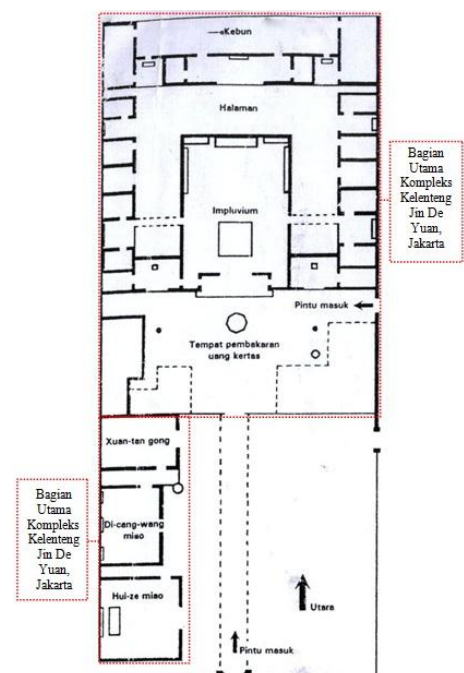 Kebun
Halaman
Impluvium
Bagian
Utama
Kompleks
Kelenteng
Jin De
Yuan,
Jakarta
Pintu masuk
Tempat pembakaran
uang kertas
Xuan-tan gong
Di-cang-wang
miao
Hui-ze miao
Bagian
Utama
Kompleks
Kelenteng
Jin De
Yuan,
Jakarta
Utara
Pintu masuk